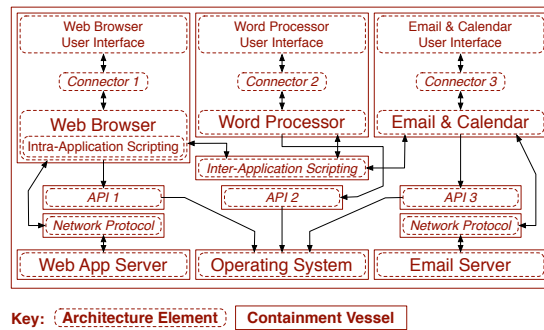 Web Browser
User Interface
Word Processor
User Interface
Email & Calendar
User Interface
Connector 1
Connector 2
Connector 3
Web Browser
Intra-Application Scripting
Word Processor
Email & Calendar
Inter-Application Scripting
API 1
API 2
API 3
Network Protocol
Network Protocol
Web App Server
Operating System
Email Server
Key: Architecture Element Containment Vessel